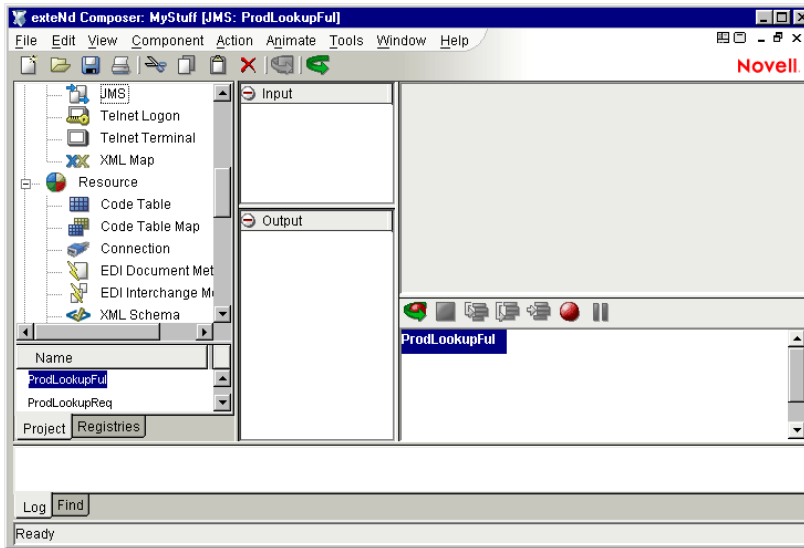 exteNd Composer: MyStuff [JMS: ProdLookupFul]
File Edit View Component Action Animate Tools Window Help
Novell.
JMS
Telnet Logon
Telnet Terminal
XML Map
Resource
Code Table
Code Table Map
Connection
EDI Document Met
EDI Interchange Me
XML Schema
Name
ProdLookupFul
ProdLookupReq
Project Registries
Input
Output
ProdLookupFul
Log Find
Ready